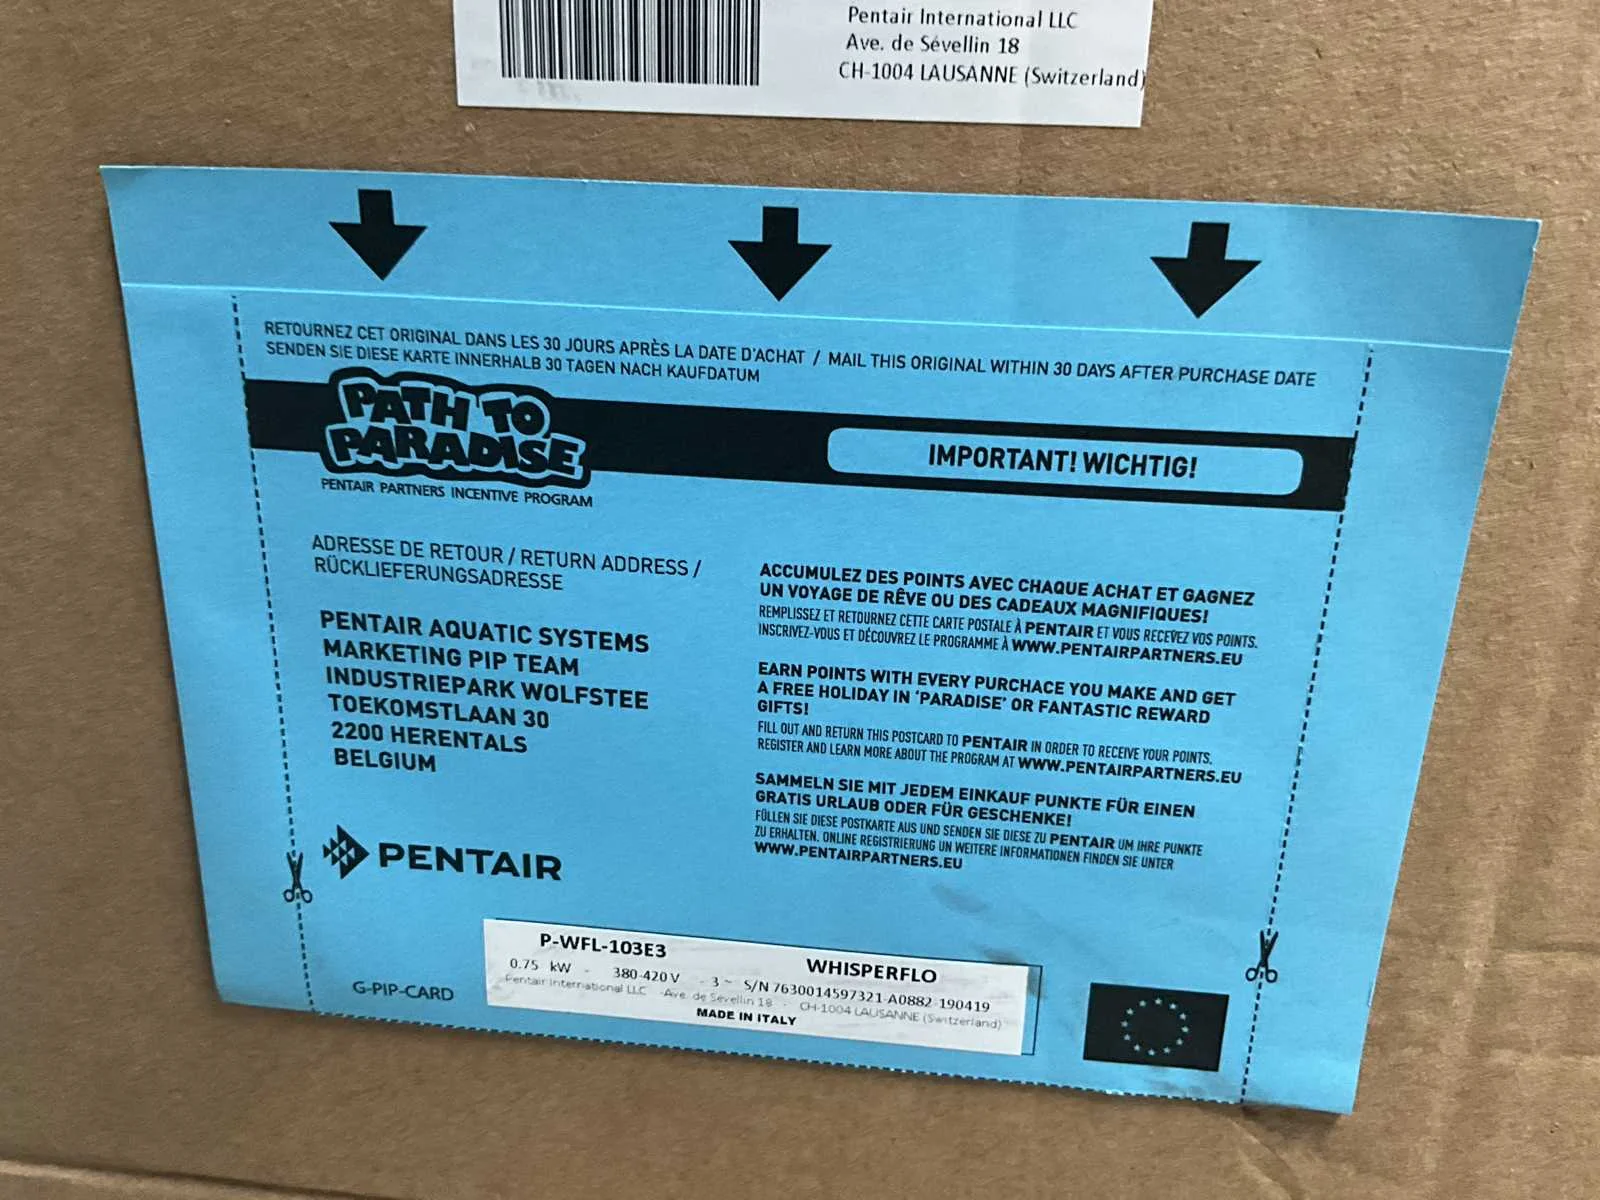 Pentair International LLC
Ave. de Sévellin 18
CH-1004 LAUSANNE (Switzerland)
RETOURNEZ CET ORIGINAL DANS LES 30 JOURS APRÈS LA DATE D'ACHAT / MAIL THIS ORIGINAL WITHIN 30 DAYS AFTER PURCHASE DATE
SENDEN SIE DIESE KARTE INNERHALB 30 TAGEN NACH KAUFDATUM
PATH TO
PARADISE
PENTAIR PARTNERS INCENTIVE PROGRAM
IMPORTANT! WICHTIG!
ADRESSE DE RETOUR / RETURN ADDRESS /
RÜCKLIEFERUNGSADRESSE
PENTAIR AQUATIC SYSTEMS
MARKETING PIP TEAM
INDUSTRIEPARK WOLFSTEE
TOEKOMSTLAAN 30
2200 HERENTALS
BELGIUM
PENTAIR
ACCUMULEZ DES POINTS AVEC CHAQUE ACHAT ET GAGNEZ
UN VOYAGE DE RÊVE OU DES CADEAUX MAGNIFIQUES!
REMPLISSEZ ET RETOURNEZ CETTE CARTE POSTALE À PENTAIR ET VOUS RECEVEZ VOS POINTS.
INSCRIVEZ-VOUS ET DÉCOUVREZ LE PROGRAMME À WWW.PENTAIRPARTNERS.EU
EARN POINTS WITH EVERY PURCHACE YOU MAKE AND GET
A FREE HOLIDAY IN 'PARADISE' OR FANTASTIC REWARD
GIFTS!
FILL OUT AND RETURN THIS POSTCARD TO PENTAIR IN ORDER TO RECEIVE YOUR POINTS.
REGISTER AND LEARN MORE ABOUT THE PROGRAM AT WWW.PENTAIRPARTNERS.EU
SAMMELN SIE MIT JEDEM EINKAUF PUNKTE FÜR EINEN
GRATIS URLAUB ODER FÜR GESCHENKE!
FÜLLEN SIE DIESE POSTKARTE AUS UND SENDEN SIE DIESE ZU PENTAIR UM IHRE PUNKTE
ZU ERHALTEN. ONLINE REGISTRIERUNG UN WEITERE INFORMATIONEN FINDEN SIE UNTER
WWW.PENTAIRPARTNERS.EU
G-PIP-CARD
P-WFL-103E3 WHISPERFLO
0.75 kW - 380-420 V - 3 ~ S/N 7630014597321-A0882-190419
Pentair International LLC - Ave. de Sevellin 18 - CH-1004 LAUSANNE (Switzerland)
MADE IN ITALY